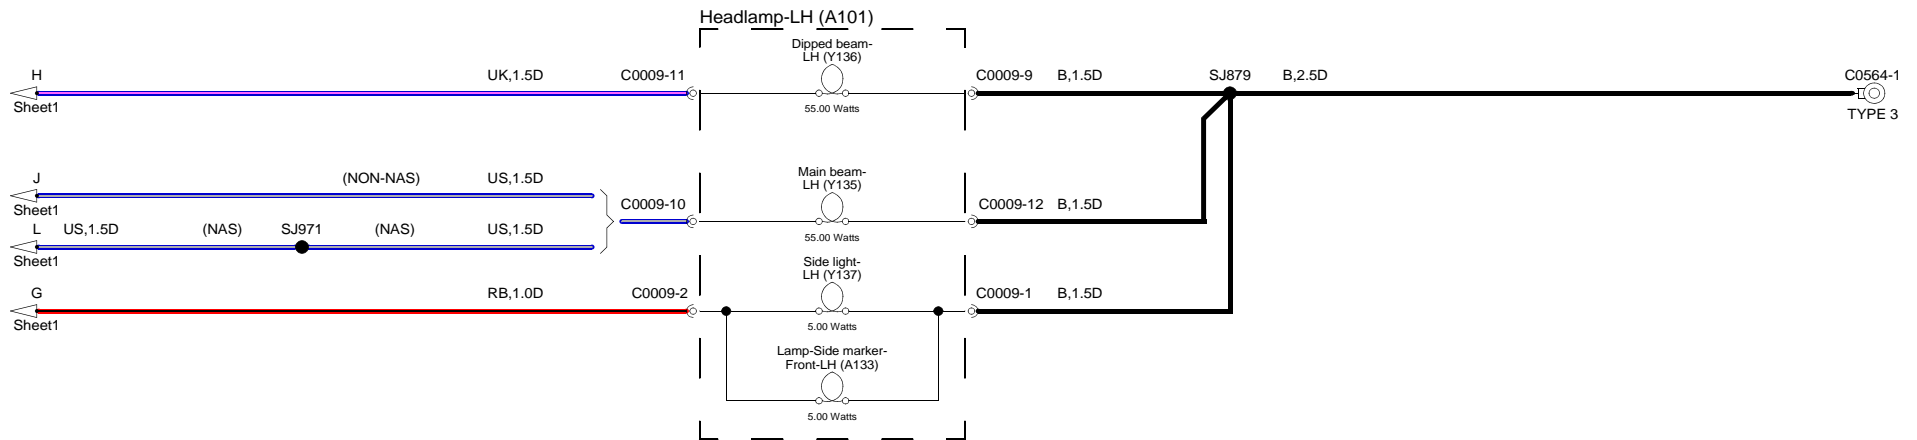 Headlamp-LH (A101)
Dipped beam-
LH (Y136)
H
UK,1.5D
C0009-11
C0009-9
B,1.5D
SJ879
B,2.5D
C0564-1
Sheet1
55.00 Watts
TYPE 3
Main beam-
LH (Y135)
J
(NON-NAS)
US,1.5D
Sheet1
C0009-10
C0009-12
B,1.5D
L
US,1.5D
(NAS)
SJ971
(NAS)
US,1.5D
55.00 Watts
Sheet1
Side light-
LH (Y137)
G
RB,1.0D
C0009-2
C0009-1
B,1.5D
Sheet1
5.00 Watts
Lamp-Side marker-
Front-LH (A133)
5.00 Watts